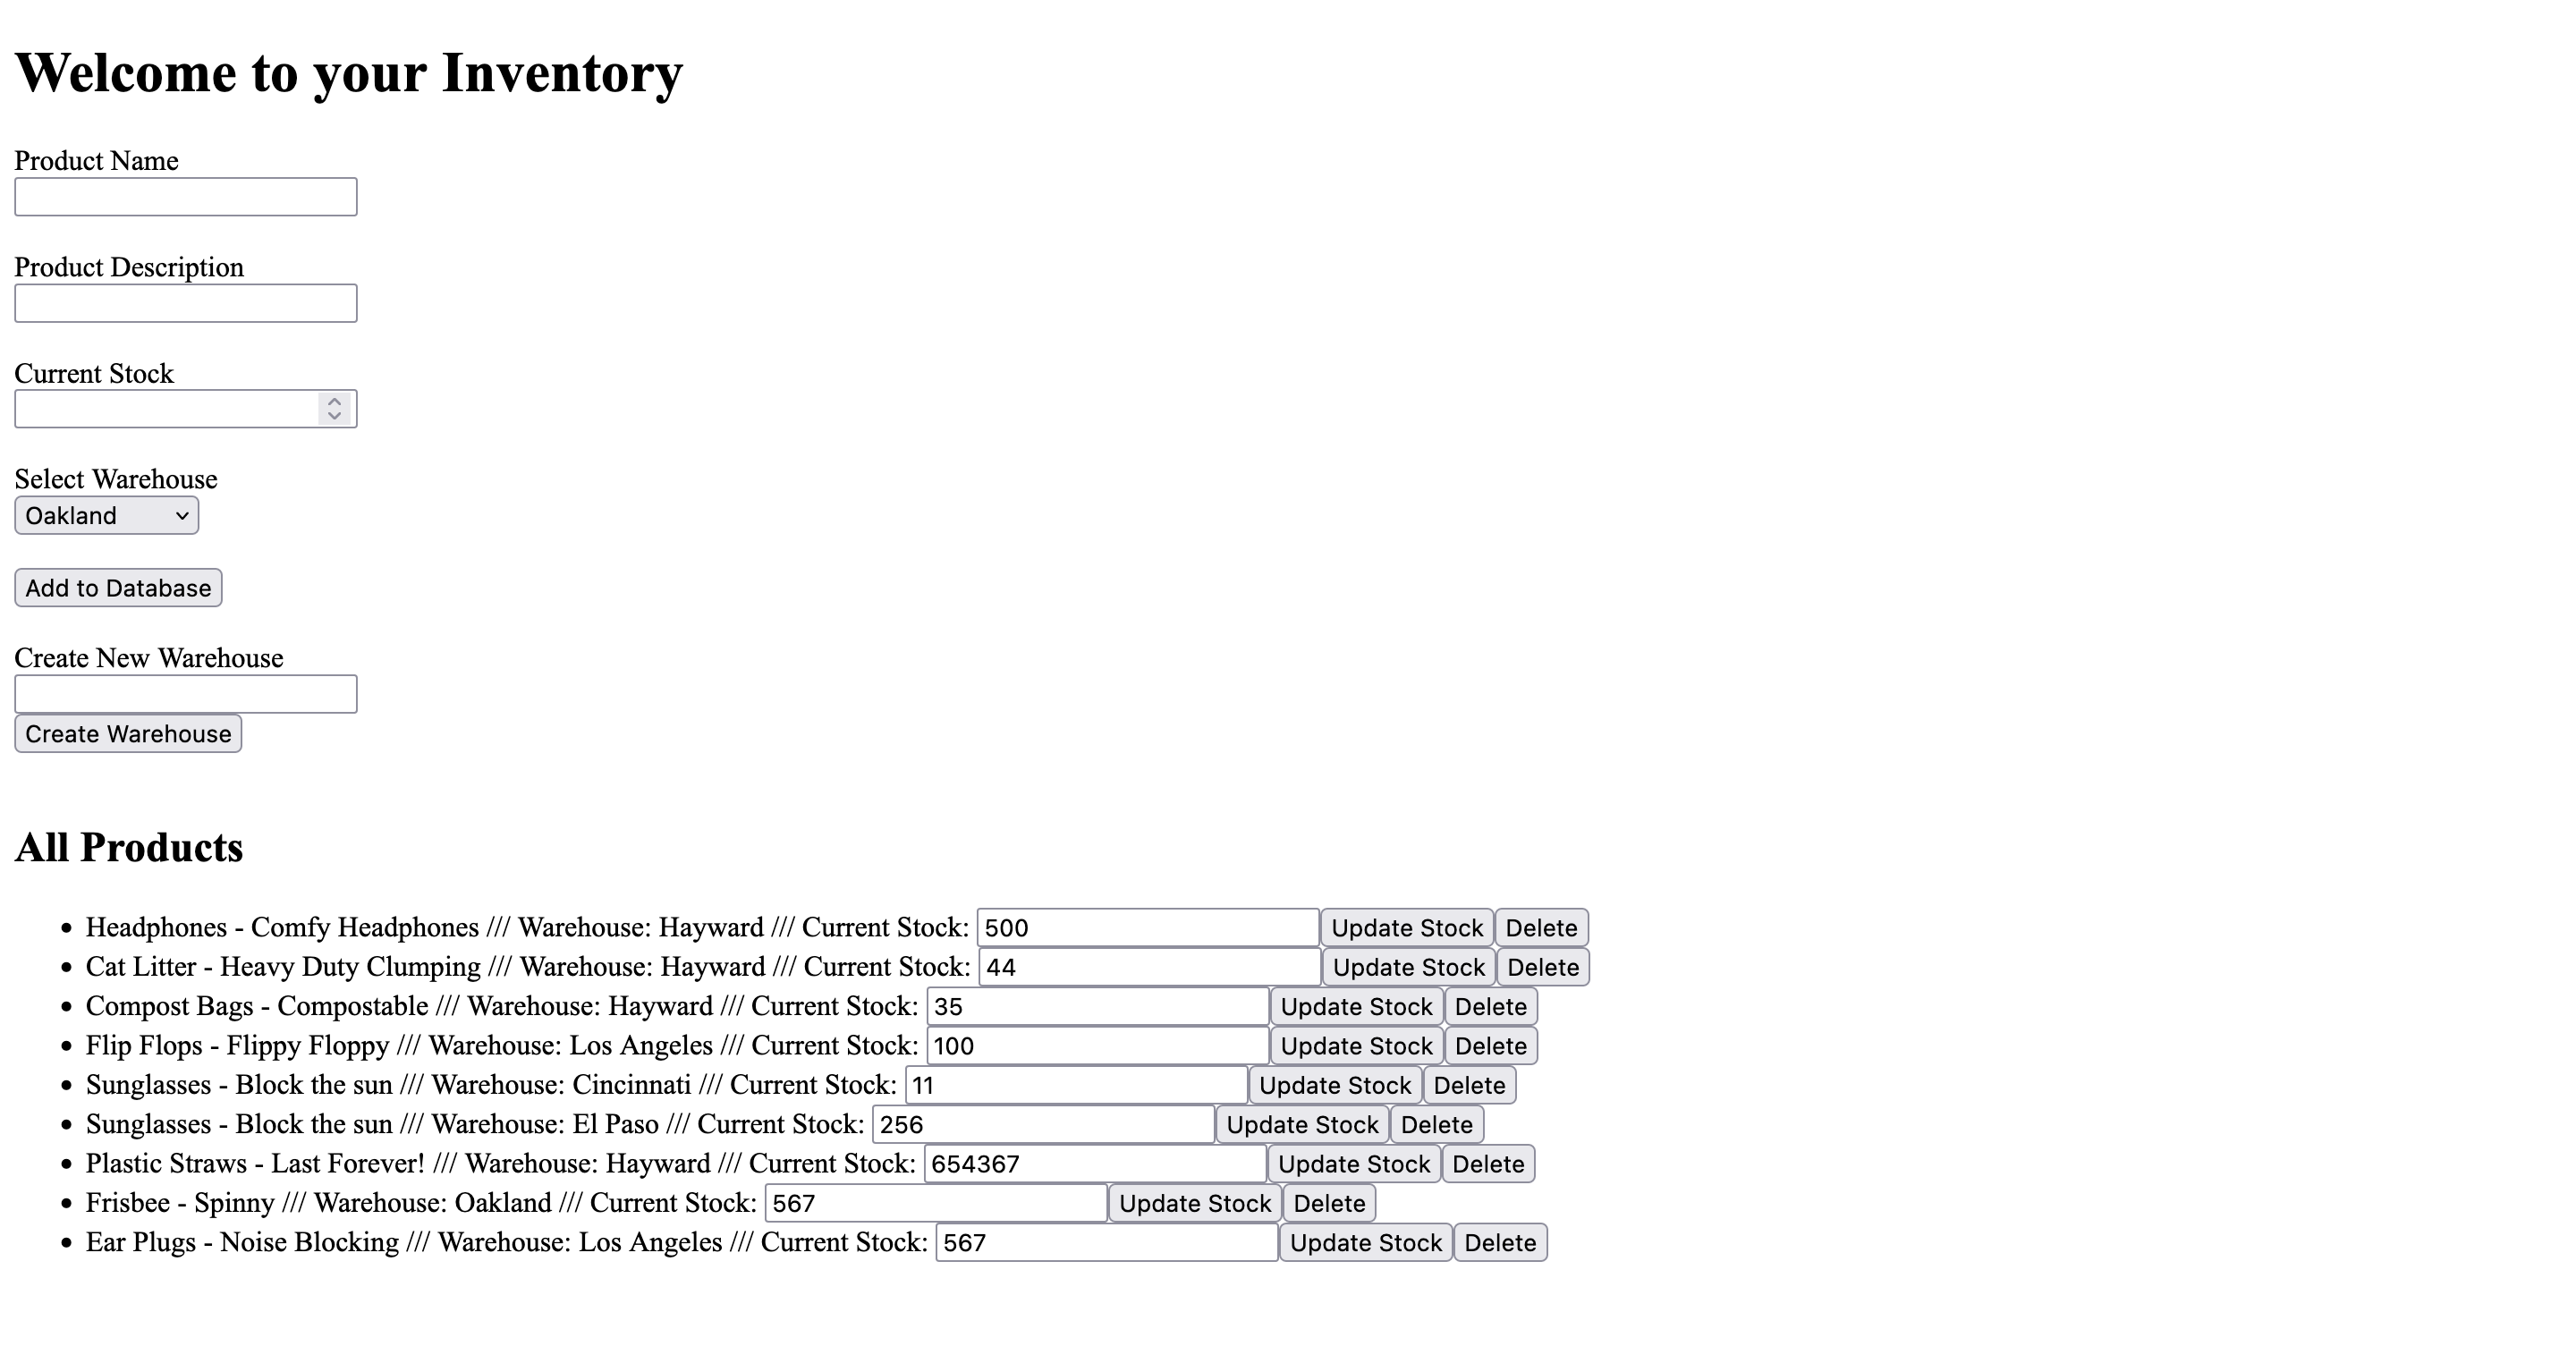 Welcome to your Inventory
Product Name
Product Description
Current Stock
Select Warehouse
Oakland
Add to Database
Create New Warehouse
Create Warehouse
All Products
Headphones - Comfy Headphones /// Warehouse: Hayward /// Current Stock: 500 Update Stock Delete
Cat Litter - Heavy Duty Clumping /// Warehouse: Hayward /// Current Stock: 44 Update Stock Delete
Compost Bags - Compostable /// Warehouse: Hayward /// Current Stock: 35 Update Stock Delete
Flip Flops - Flippy Floppy /// Warehouse: Los Angeles /// Current Stock: 100 Update Stock Delete
Sunglasses - Block the sun /// Warehouse: Cincinnati /// Current Stock: 11 Update Stock Delete
Sunglasses - Block the sun /// Warehouse: El Paso /// Current Stock: 256 Update Stock Delete
Plastic Straws - Last Forever! /// Warehouse: Hayward /// Current Stock: 654367 Update Stock Delete
Frisbee - Spinny /// Warehouse: Oakland /// Current Stock: 567 Update Stock Delete
Ear Plugs - Noise Blocking /// Warehouse: Los Angeles /// Current Stock: 567 Update Stock Delete